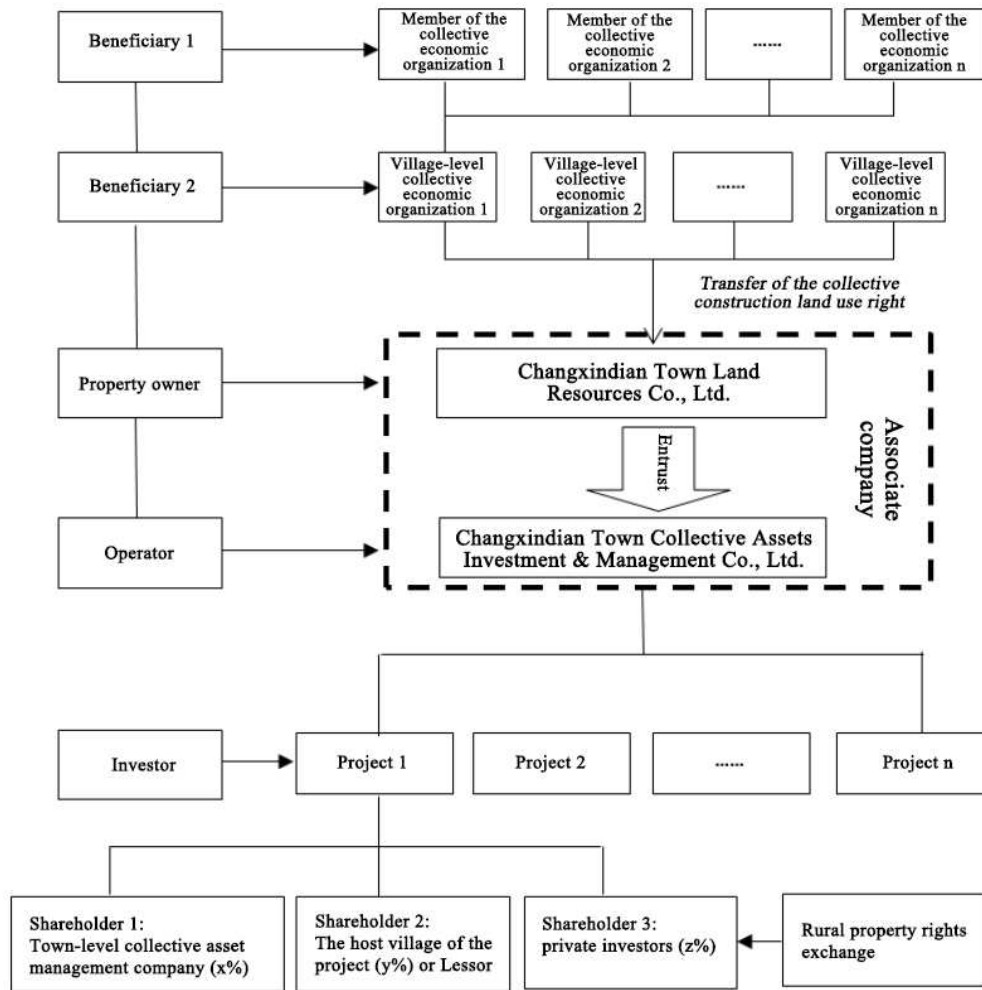 Beneficiary 1
Member of the
collective
economic
organization 1
Member of the
collective
economic
organization 2
......
Member of the
collective
economic
organization n
Beneficiary 2
Village-level
collective
economic
organization 1
Village-level
collective
economic
organization 2
......
Village-level
collective
economic
organization n
Transfer of the collective
construction land use right
Property owner
Changxindian Town Land
Resources Co., Ltd.
Entrust
Associate
company
Operator
Changxindian Town Collective Assets
Investment & Management Co., Ltd.
Investor
Project 1
Project 2
......
Project n
Shareholder 1:
Town-level collective asset
management company (x%)
Shareholder 2:
The host village of the
project (y%) or Lessor
Shareholder 3:
private investors (z%)
Rural property rights
exchange